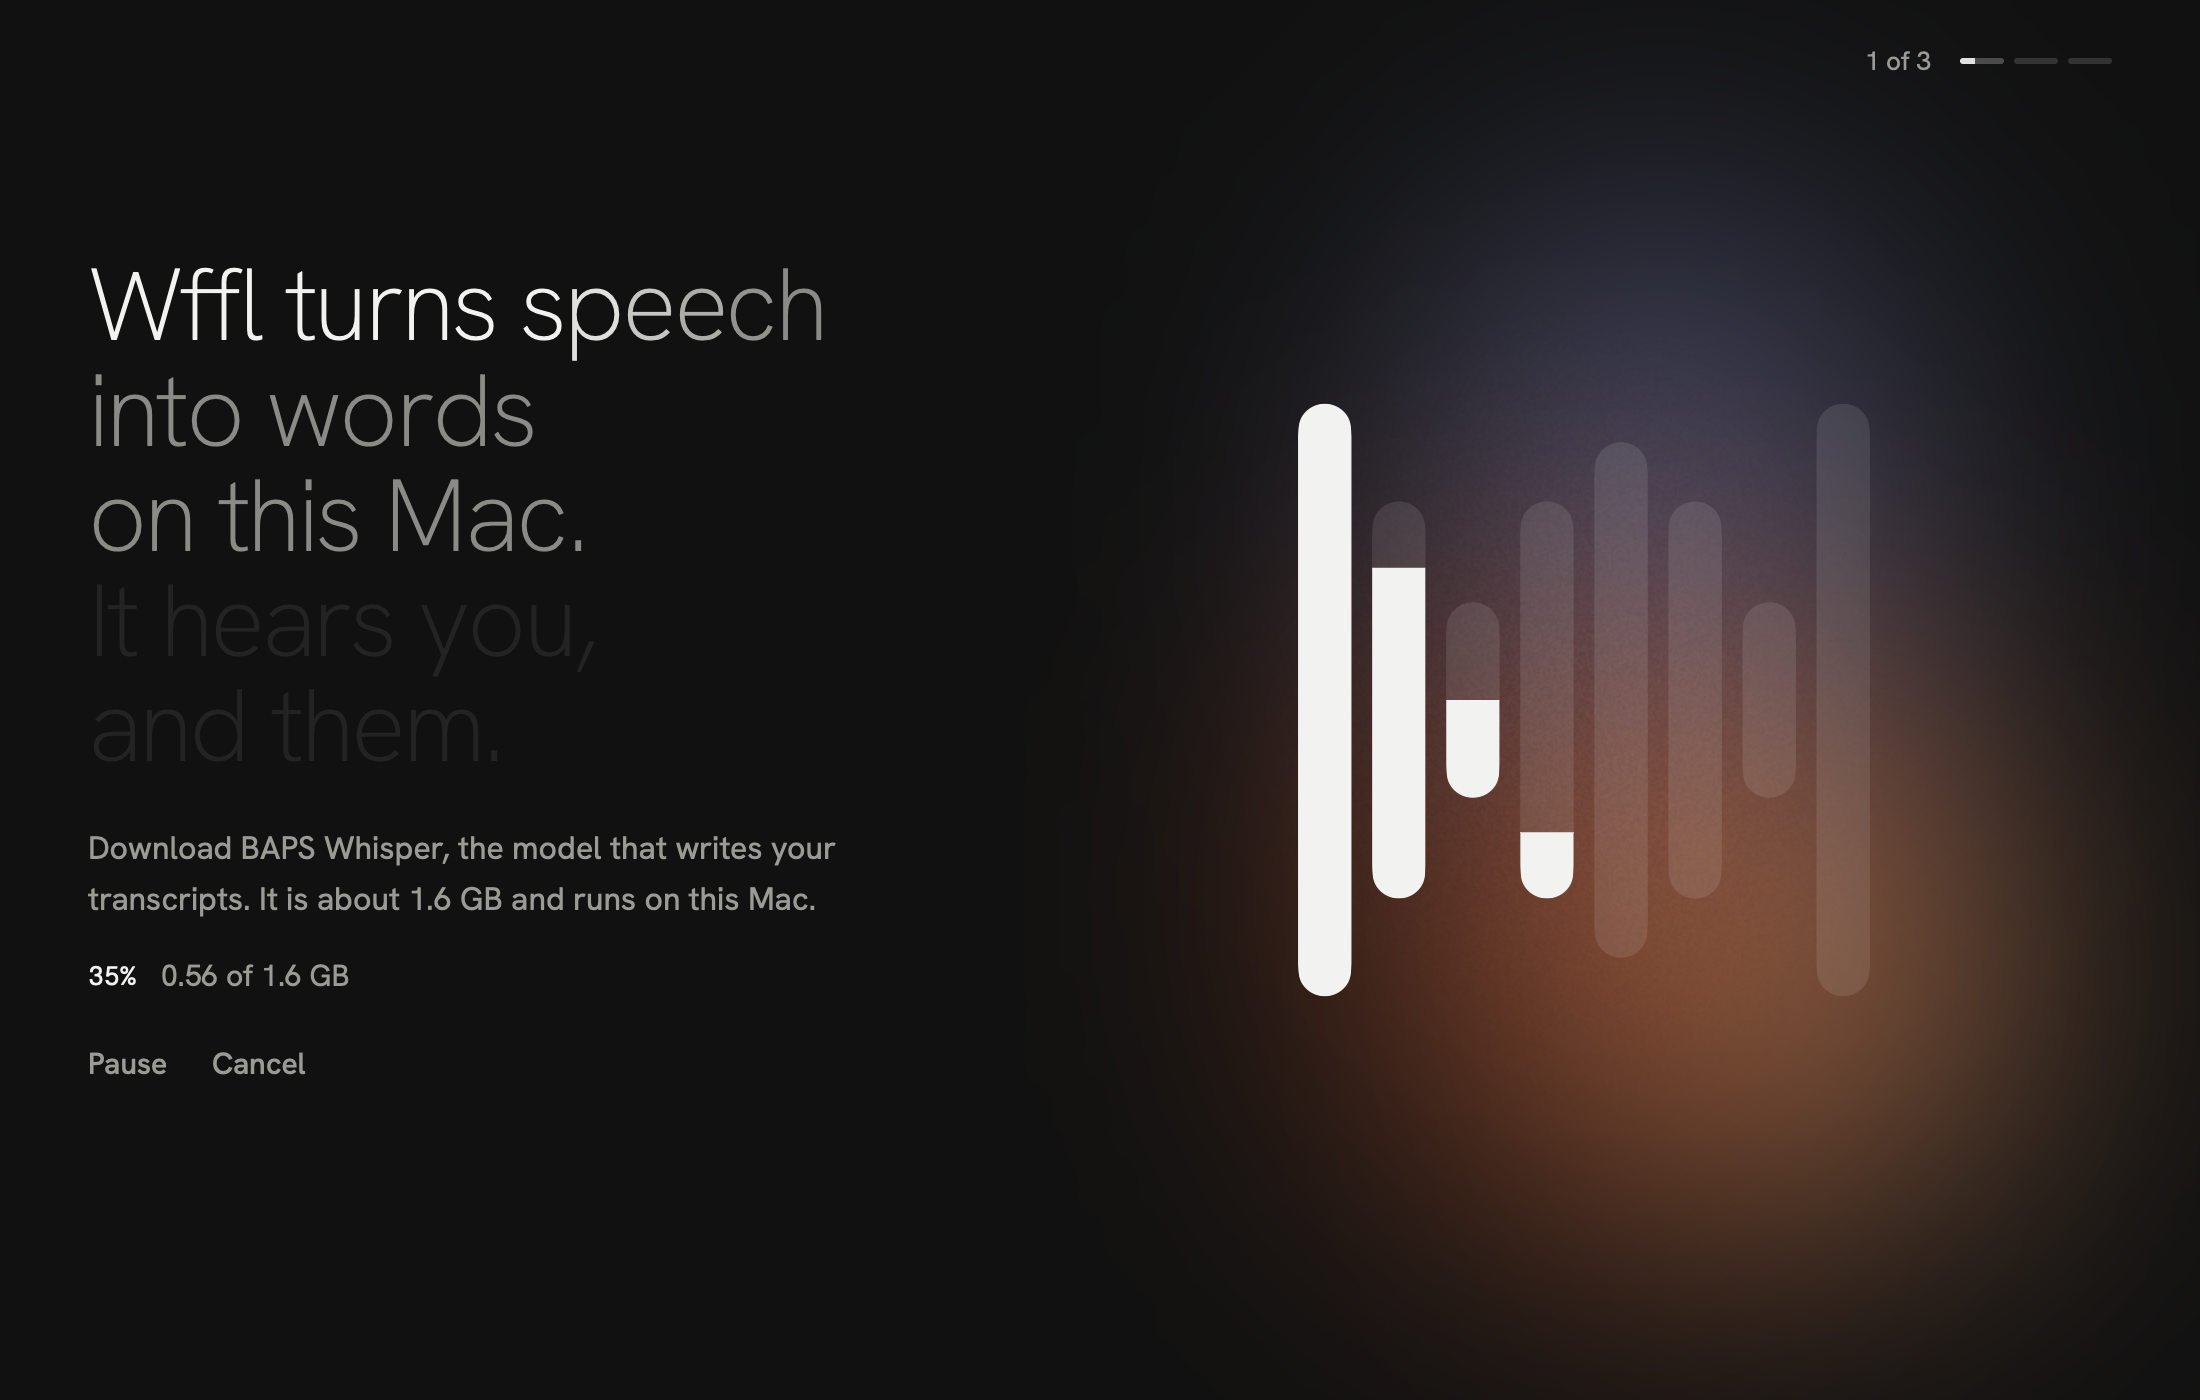 1 of 3
Wffl turns speech
into words
on this Mac.
It hears you,
and them.
Download BAPS Whisper, the model that writes your
transcripts. It is about 1.6 GB and runs on this Mac.
35% 0.56 of 1.6 GB
Pause Cancel